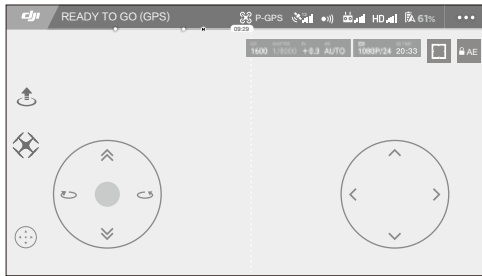 dji READY TO GO (GPS) P-GPS HD 61%
H
09:29
1600 1/8000 +0.3 AUTO 1080P/24 20:33 AE